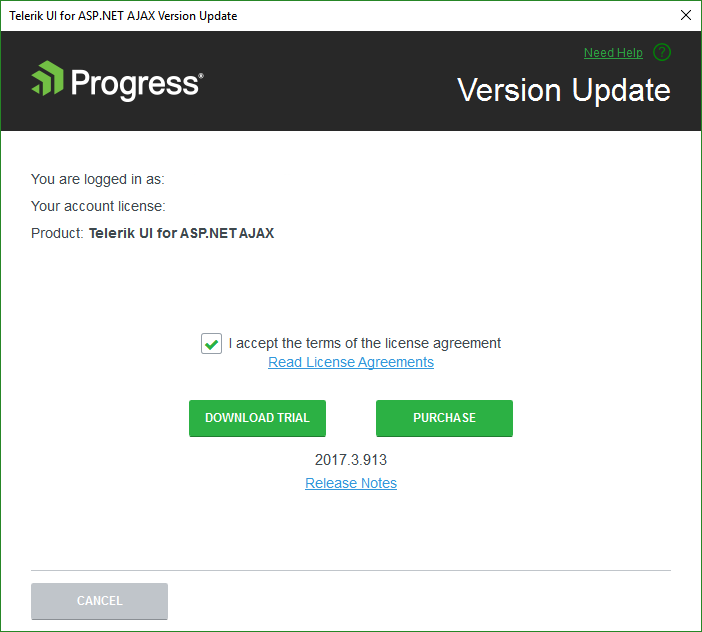 Telerik UI for ASP.NET AJAX Version Update
Need Help ?
Progress®
Version Update
You are logged in as:
Your account license:
Product: Telerik UI for ASP.NET AJAX
I accept the terms of the license agreement
Read License Agreements
DOWNLOAD TRIAL PURCHASE
2017.3.913
Release Notes
CANCEL